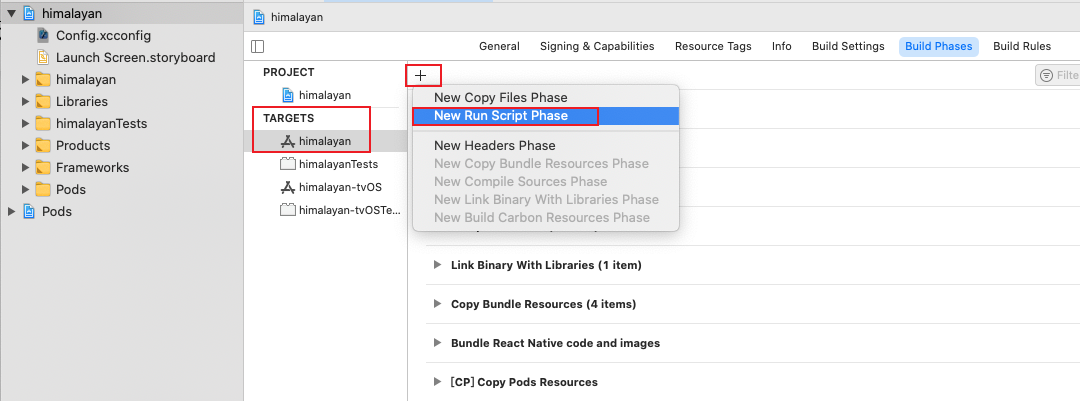 himalayan
Config.xcconfig
Launch Screen.storyboard
himalayan
Libraries
himalayanTests
Products
Frameworks
Pods
Pods
himalayan
General
Signing & Capabilities
Resource Tags
Info
Build Settings
Build Phases
Build Rules
PROJECT
himalayan
TARGETS
himalayan
himalayanTests
himalayan-tvOS
himalayan-tvOSTe...
+
Filte
New Copy Files Phase
New Run Script Phase
New Headers Phase
New Copy Bundle Resources Phase
New Compile Sources Phase
New Link Binary With Libraries Phase
New Build Carbon Resources Phase
Link Binary With Libraries (1 item)
Copy Bundle Resources (4 items)
Bundle React Native code and images
[CP] Copy Pods Resources